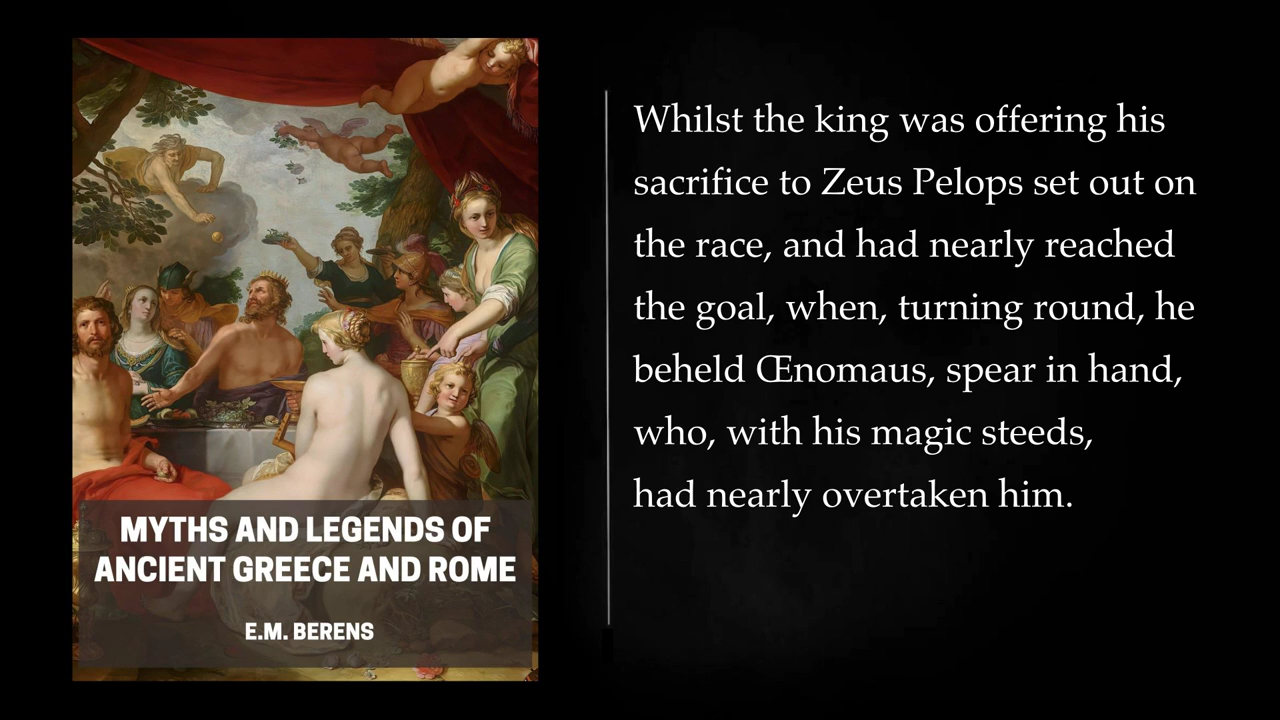 MYTHS AND LEGENDS OF
ANCIENT GREECE AND ROME
E.M. BERENS
Whilst the king was offering his
sacrifice to Zeus Pelops set out on
the race, and had nearly reached
the goal, when, turning round, he
beheld Œnomaus, spear in hand,
who, with his magic steeds,
had nearly overtaken him.